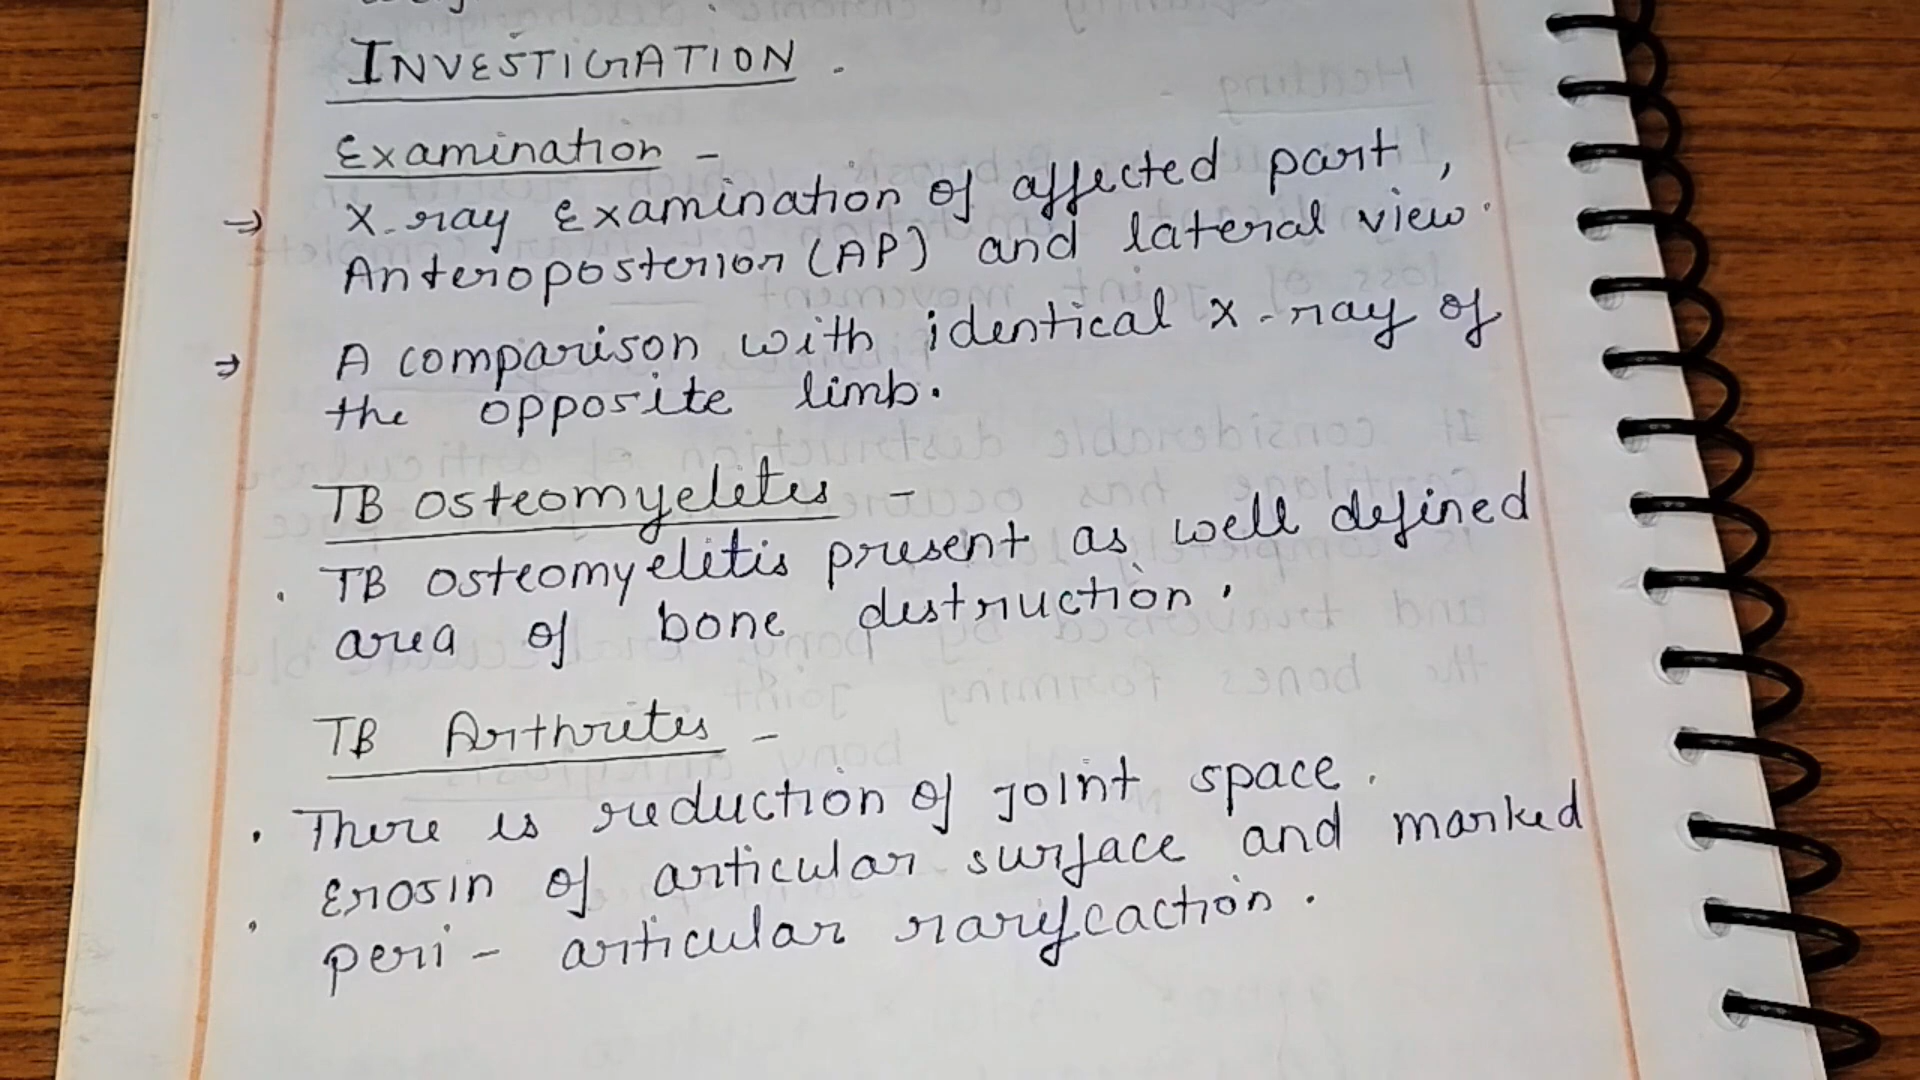 INVESTIGATION.
Examination -
→ X-ray Examination of affected part,
Anteroposterior (AP) and lateral view.
→ A comparison with identical x-ray of
the opposite limb.
TB Osteomyelites -
. TB Osteomyelitis present as well defined
area of bone destruction.
TB Arthrites -
. There is reduction of joint space.
. Erosin of articular surface and marked
peri-articular rarifcaction.